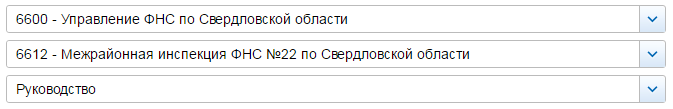 6600 - Управление ФНС по Свердловской области
6612 - Межрайонная инспекция ФНС №22 по Свердловской области
Руководство